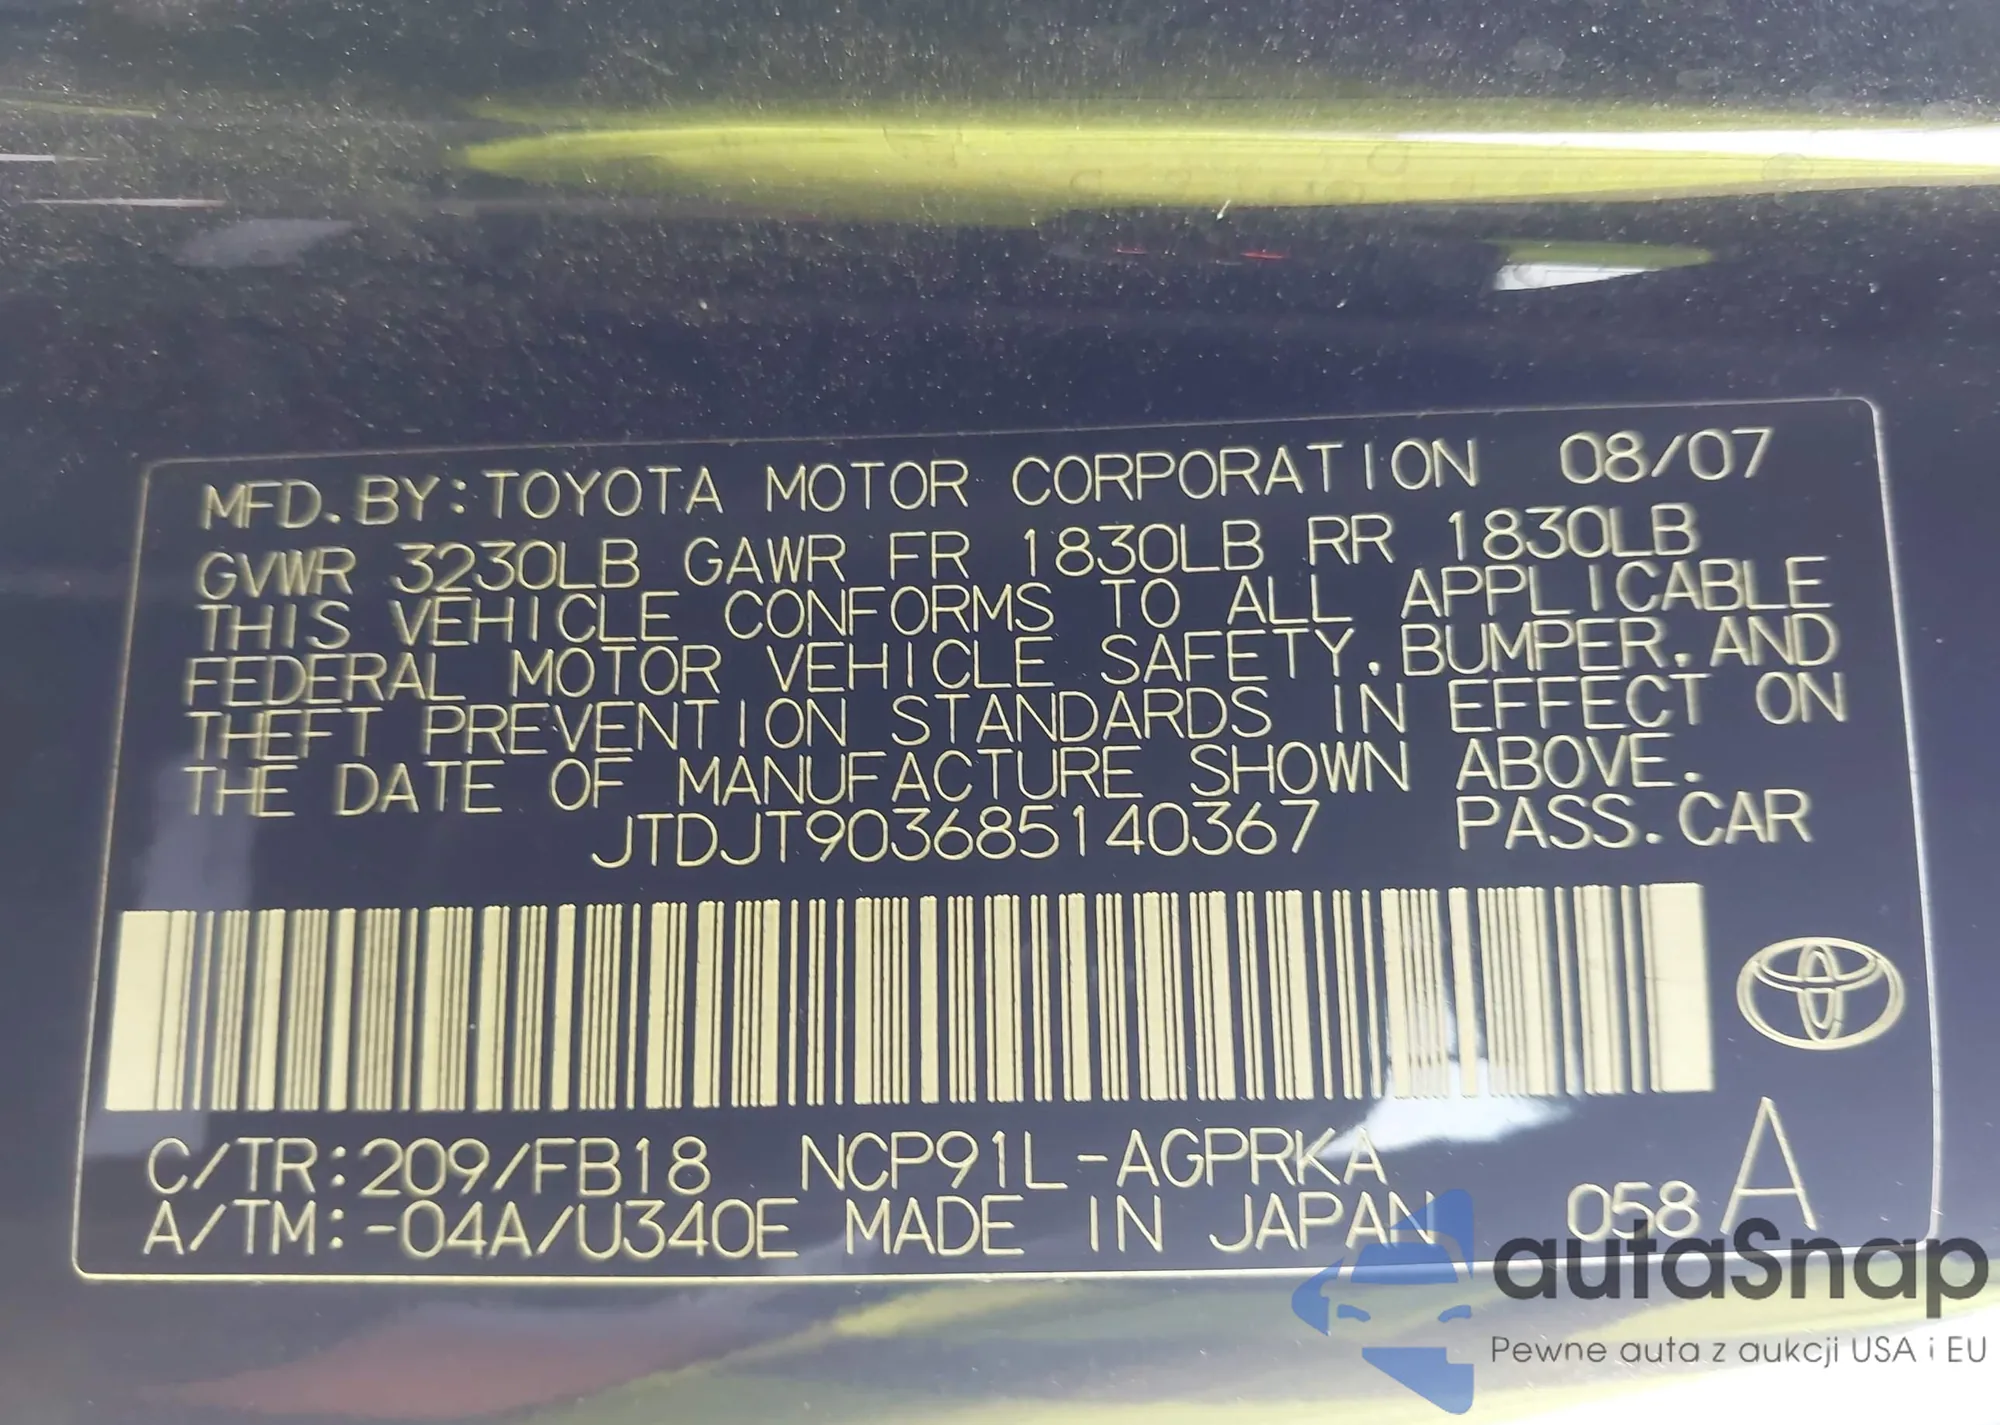 MFD.BY:TOYOTA MOTOR CORPORATION 08/07
GVWR 3230LB GAWR FR 1830LB RR 1830LB
THIS VEHICLE CONFORMS TO ALL APPLICABLE
FEDERAL MOTOR VEHICLE SAFETY,BUMPER,AND
THEFT PREVENTION STANDARDS IN EFFECT ON
THE DATE OF MANUFACTURE SHOWN ABOVE.
JTDJT903685140367 PASS.CAR
C/TR:209/FB18 NCP91L-AGPRKA
A/TM:-04A/U340E MADE IN JAPAN 058 A
autaSnap
Pewne auta z aukcji USA i EU